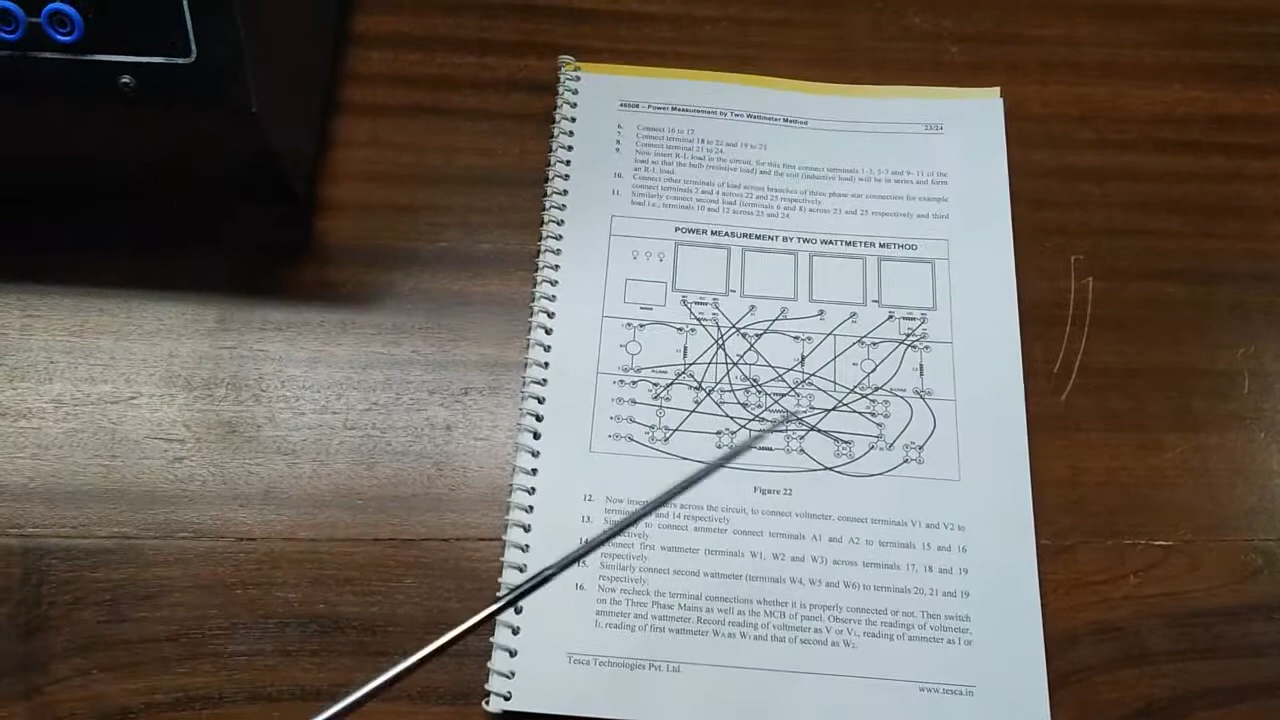 46608 – Power Measurement by Two Wattmeter Method 23/24
6. Connect 16 to 17.
7. Connect terminal 18 to 22 and 19 to 23
8. Connect terminal 21 to 24.
9. Now insert R-L load in the circuit, for this first connect terminals 1-3, 5-7 and 9- 11 of the
load so that the bulb (resistive load) and the coil (inductive load) will be in series and form
an R-L load.
10. Connect other terminals of load across branches of three phase star connection for example
connect terminals 2 and 4 across 22 and 25 respectively.
11. Similarly connect second load (terminals 6 and 8) across 23 and 25 respectively and third
load i.e., terminals 10 and 12 across 25 and 24.
POWER MEASUREMENT BY TWO WATTMETER METHOD
Figure 22
12. Now insert across the circuit, to connect voltmeter, connect terminals V1 and V2 to
and 14 respectively.
13. to connect ammeter connect terminals A1 and A2 to terminals 15 and 16
14. Connect first wattmeter (terminals W1, W2 and W3) across terminals 17, 18 and 19
respectively.
15. Similarly connect second wattmeter (terminals W4, W5 and W6) to terminals 20, 21 and 19
respectively.
16. Now recheck the terminal connections whether it is properly connected or not. Then switch
on the Three Phase Mains as well as the MCB of panel. Observe the readings of voltmeter,
ammeter and wattmeter. Record reading of voltmeter as V or V₁, reading of ammeter as I or
I₁, reading of first wattmeter Wₐ as W₁ and that of second as W₂.
Tesca Technologies Pvt. Ltd. www.tesca.in